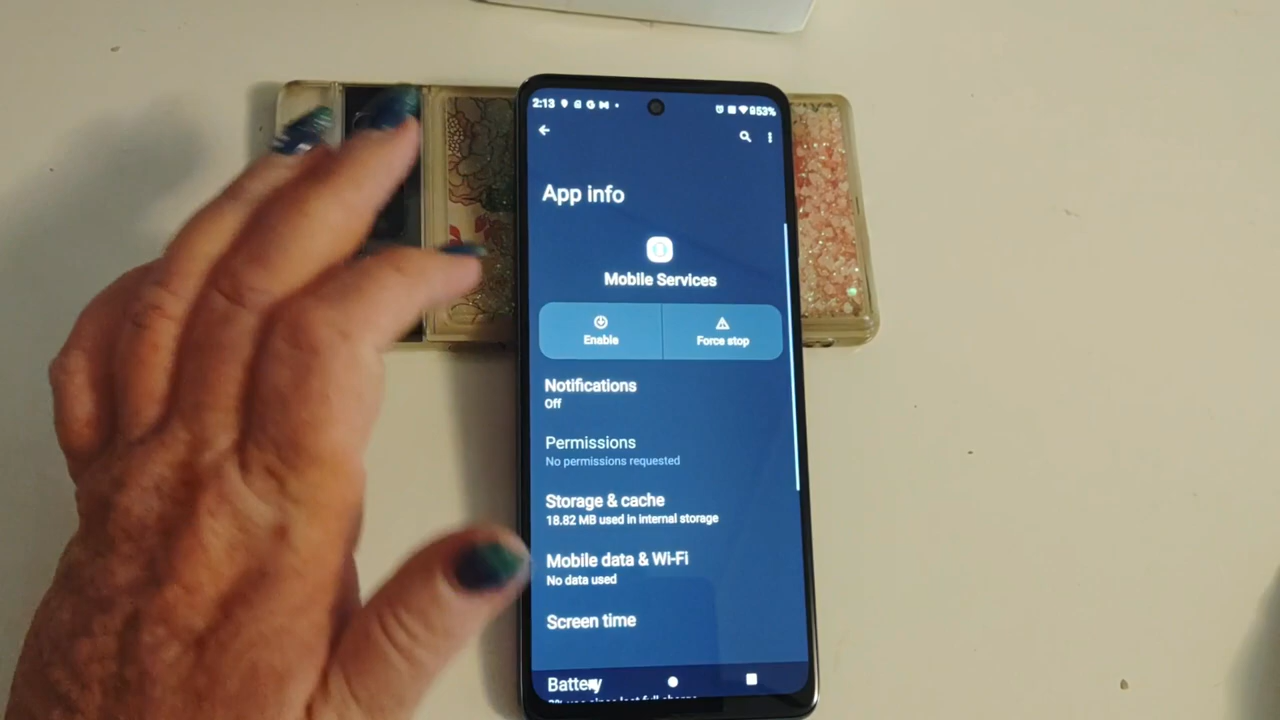 2:13
53%
App info
Mobile Services
Enable
Force stop
Notifications
Off
Permissions
No permissions requested
Storage & cache
18.82 MB used in internal storage
Mobile data & Wi-Fi
No data used
Screen time
Battery